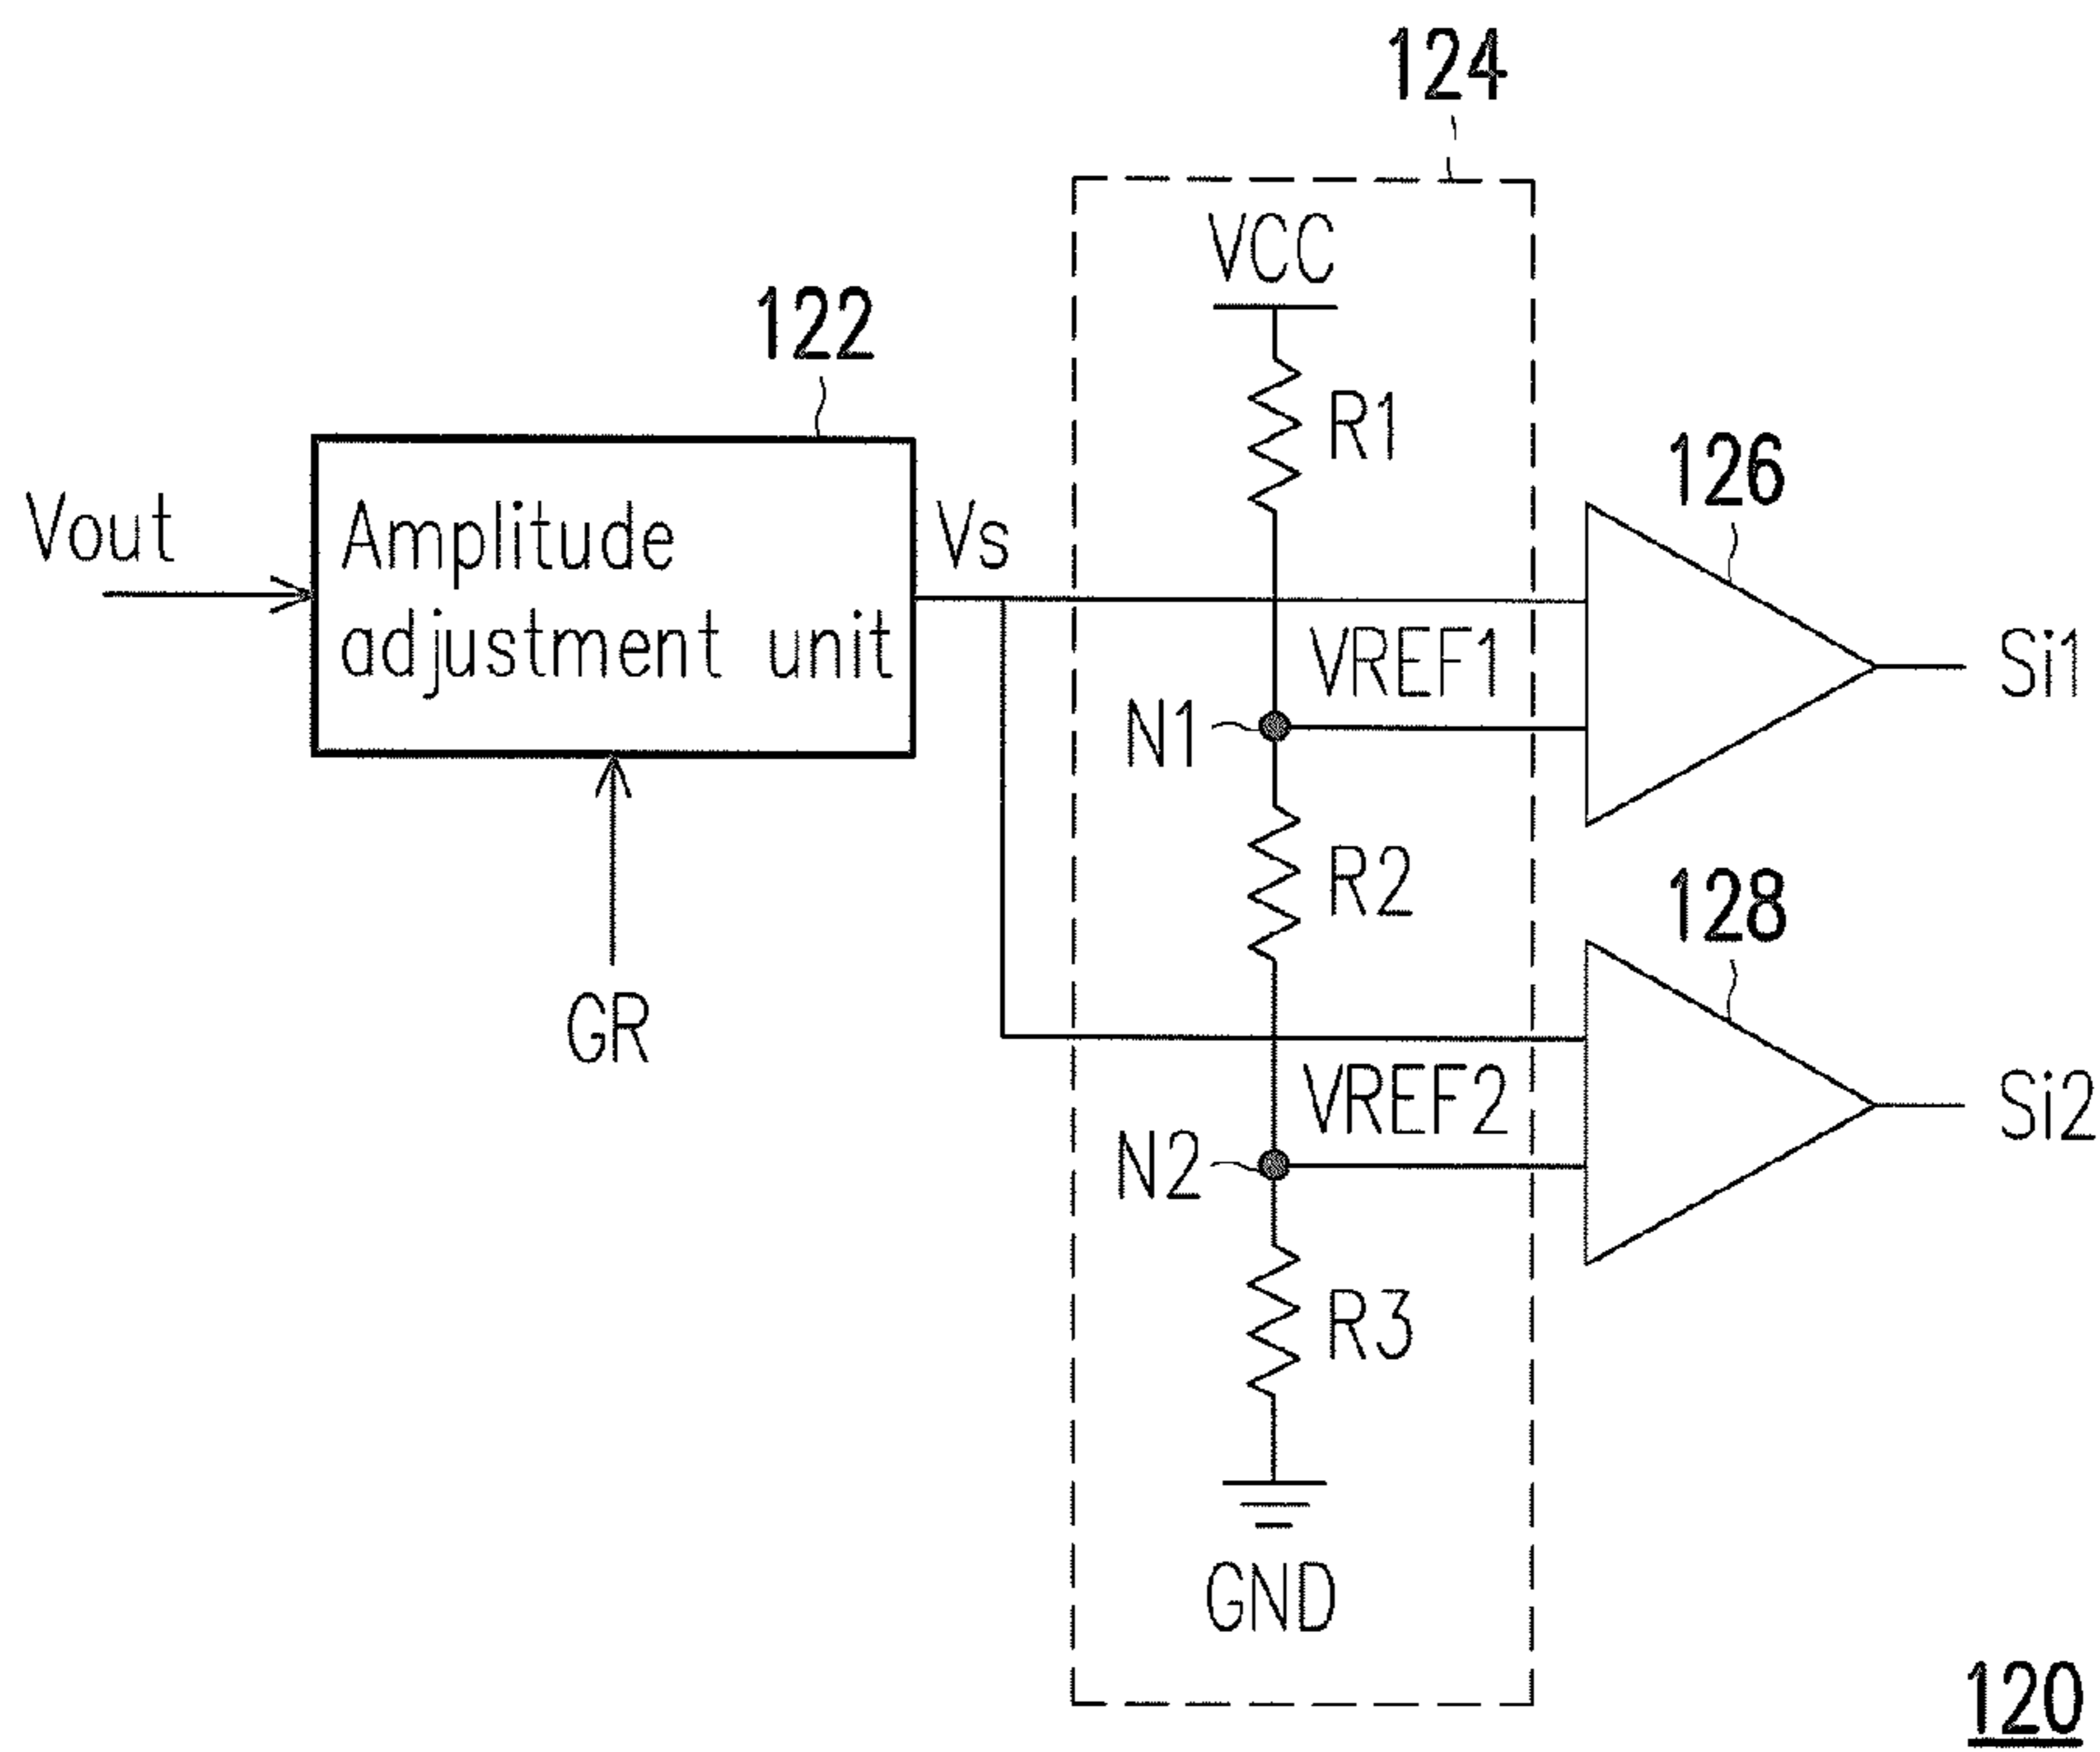 124
VCC
122
R1
126
Vout
Amplitude
adjustment unit
Vs
VREF1
Si1
N1
R2
128
GR
VREF2
Si2
N2
R3
GND
120